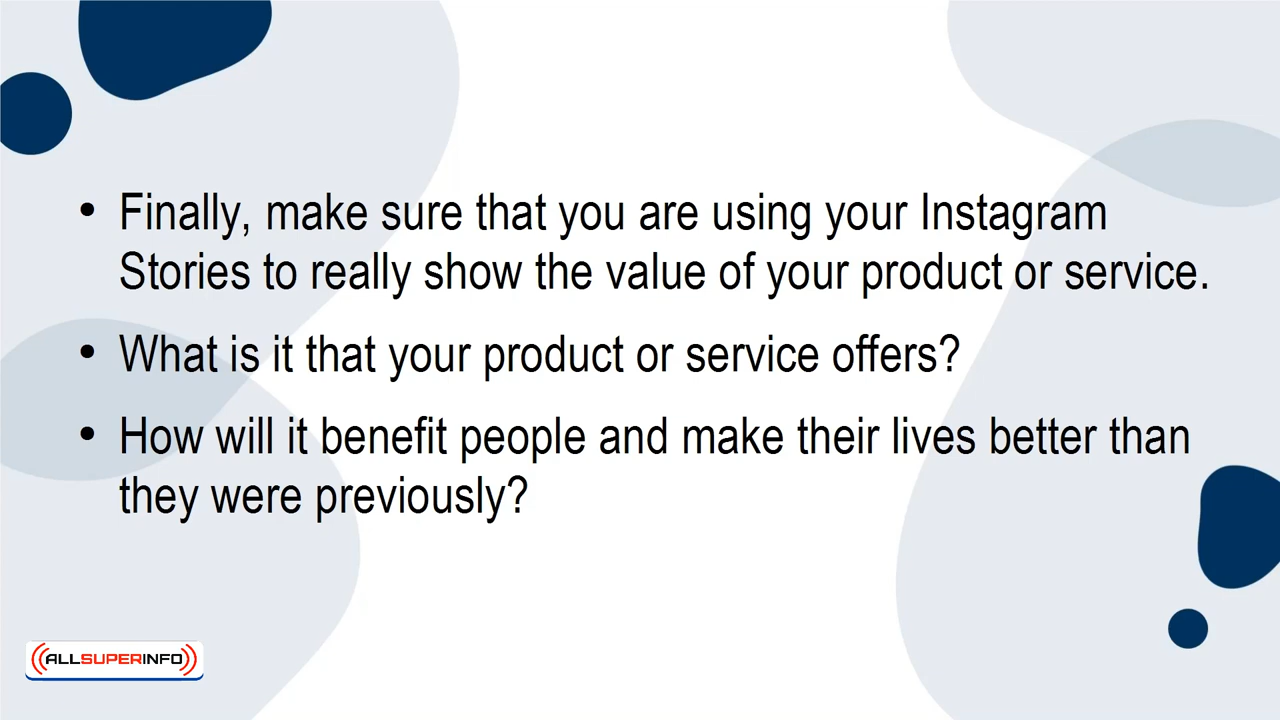 • Finally, make sure that you are using your Instagram
Stories to really show the value of your product or service.
• What is it that your product or service offers?
• How will it benefit people and make their lives better than
they were previously?
ALLSUPERINFO